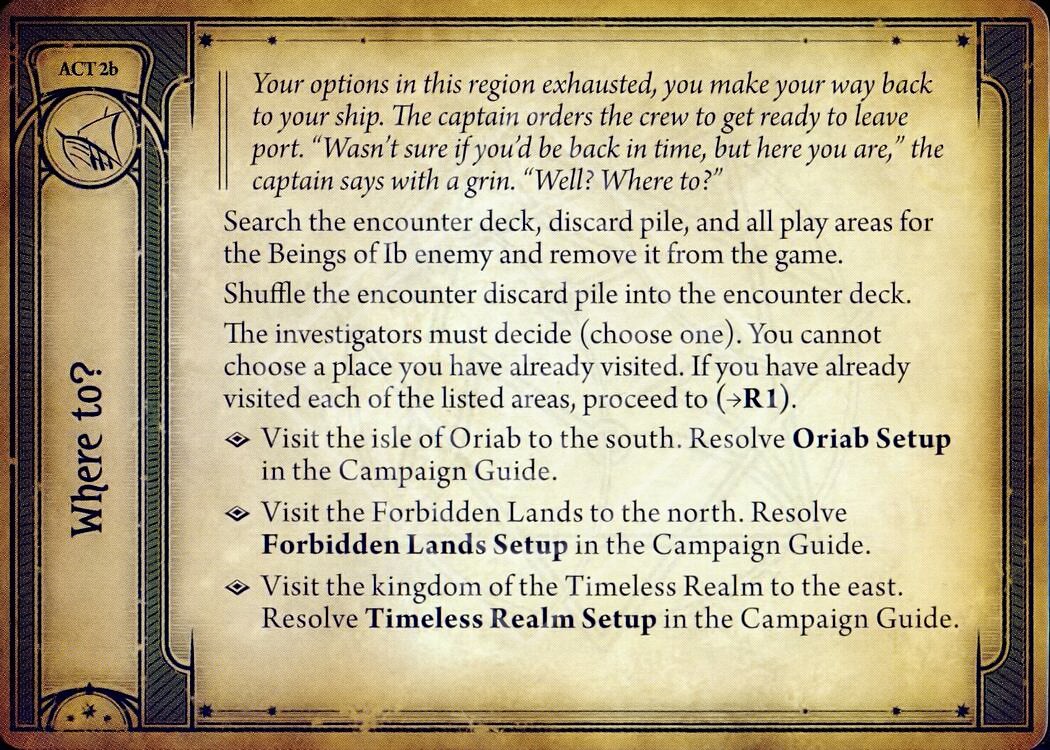 ACT 2b
Where to?
Your options in this region exhausted, you make your way back
to your ship. The captain orders the crew to get ready to leave
port. “Wasn’t sure if you’d be back in time, but here you are,” the
captain says with a grin. “Well? Where to?”
Search the encounter deck, discard pile, and all play areas for
the Beings of Ib enemy and remove it from the game.
Shuffle the encounter discard pile into the encounter deck.
The investigators must decide (choose one). You cannot
choose a place you have already visited. If you have already
visited each of the listed areas, proceed to (→R1).
Visit the isle of Oriab to the south. Resolve Oriab Setup
in the Campaign Guide.
Visit the Forbidden Lands to the north. Resolve
Forbidden Lands Setup in the Campaign Guide.
Visit the kingdom of the Timeless Realm to the east.
Resolve Timeless Realm Setup in the Campaign Guide.